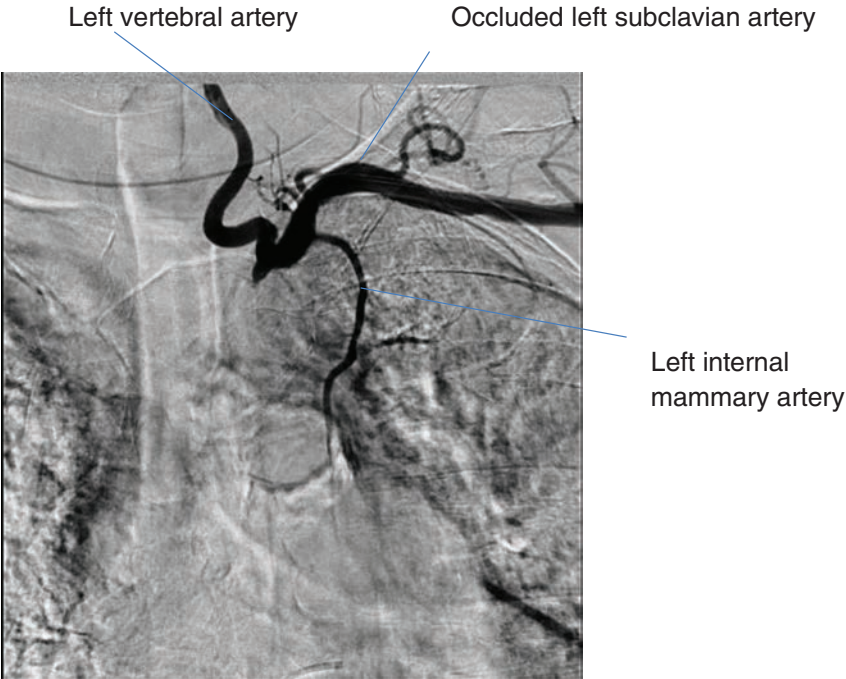 Left vertebral artery
Occluded left subclavian artery
Left internal
mammary artery